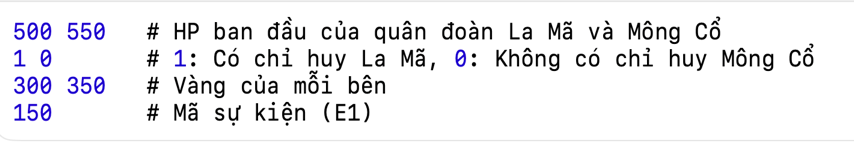 500 550   # HP ban đầu của quân đoàn La Mã và Mông Cổ
1 0       # 1: Có chỉ huy La Mã, 0: Không có chỉ huy Mông Cổ
300 350   # Vàng của mỗi bên
150       # Mã sự kiện (E1)